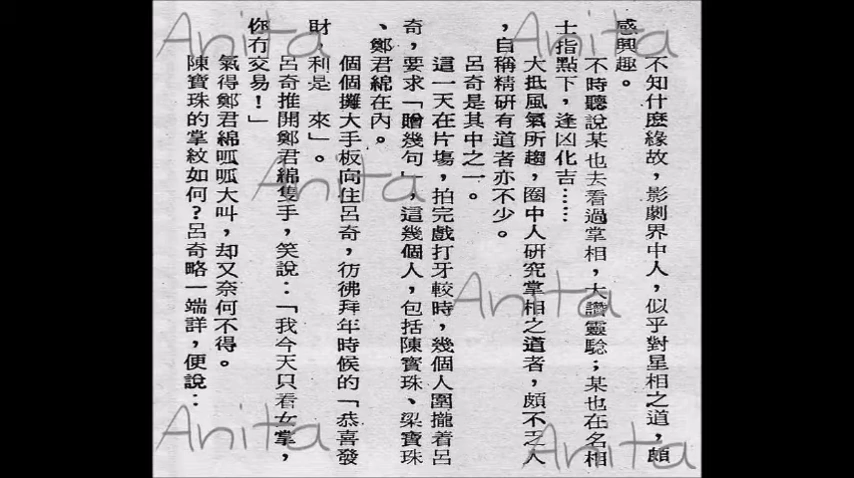 不知什麽緣故，影劇界中人，似乎對星相之道，頗
感興趣。
不時聽說某也去看過掌相，大讚靈驗；某也在名相
士指點下，逢凶化吉……
大抵風氣所趨，圈中人研究掌相之道者，頗不乏人
，自稱精研有道者亦不少。
呂奇是其中之一。
這一天在片塲，拍完戲打牙較時，幾個人圍攏着呂
奇，要求「贈幾句」，這幾個人，包括陳寶珠、梁寶珠
、鄭君綿在內。
個個攤大手板向住呂奇，彷彿拜年時候的「恭喜發
財，利是　來」。
呂奇推開鄭君綿隻手，笑說：「我今天只看女掌，
你冇交易！」
氣得鄭君綿呱呱大叫，却又奈何不得。
陳寶珠的掌紋如何？呂奇略一端詳，便說：
Anita
Anita
Anita
Anita
Anita
Anita